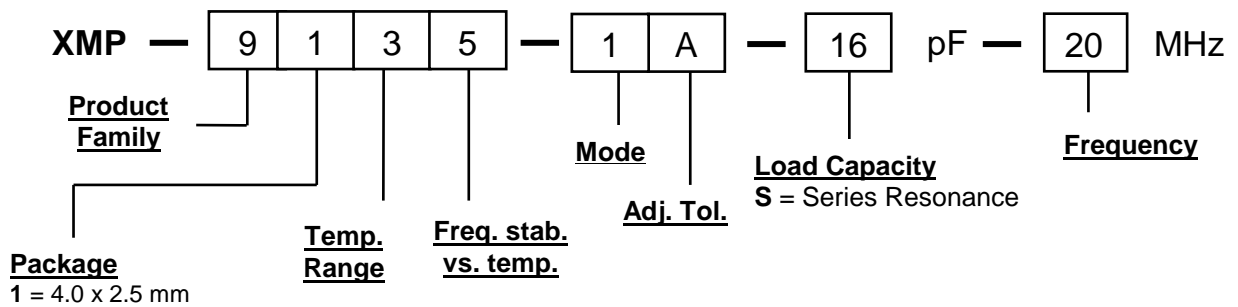 XMP — 9 1 3 5 — 1 A — 16 pF — 20 MHz
Product
Family
Mode
Load Capacity
S = Series Resonance
Frequency
Adj. Tol.
Temp.
Range
Freq. stab.
vs. temp.
Package
1 = 4.0 x 2.5 mm